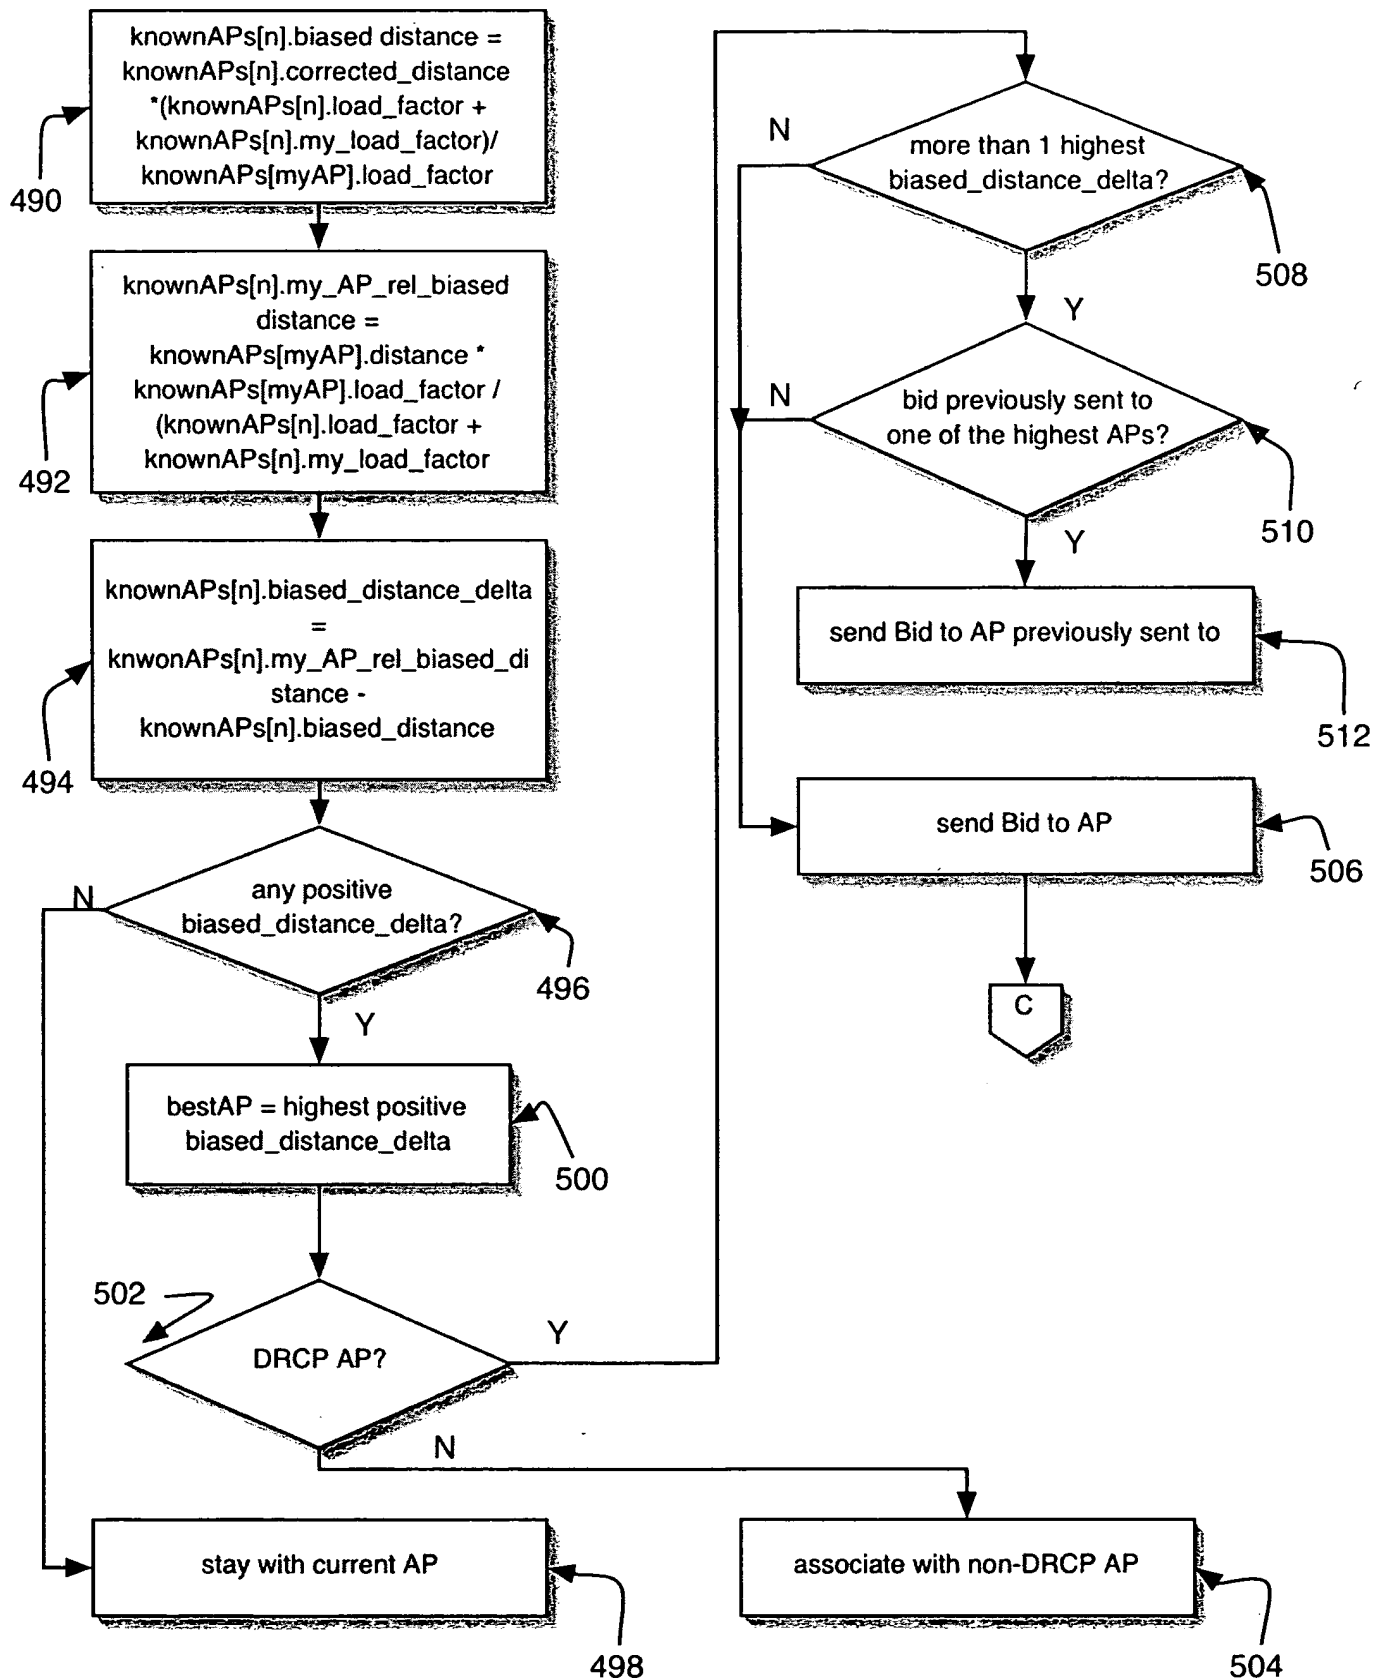 knownAPs[n].biased distance =
knownAPs[n].corrected_distance
*(knownAPs[n].load_factor +
knownAPs[n].my_load_factor)/
knownAPs[myAP].load_factor
490
knownAPs[n].my_AP_rel_biased
distance =
knownAPs[myAP].distance *
knownAPs[myAP].load_factor /
(knownAPs[n].load_factor +
knownAPs[n].my_load_factor
492
knownAPs[n].biased_distance_delta
=
knwonAPs[n].my_AP_rel_biased_di
stance -
knownAPs[n].biased_distance
494
N
any positive
biased_distance_delta?
496
Y
bestAP = highest positive
biased_distance_delta
500
502
DRCP AP?
Y
N
stay with current AP
498
associate with non-DRCP AP
504
N
more than 1 highest
biased_distance_delta?
508
Y
N
bid previously sent to
one of the highest APs?
510
Y
send Bid to AP previously sent to
512
send Bid to AP
506
C